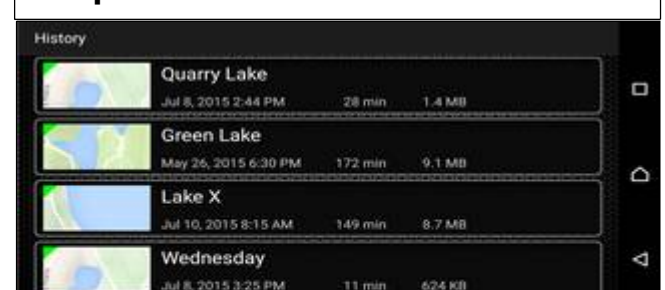 History
Quarry Lake
Jul 8, 2015 2:44 PM 28 min 1.4 MB
Green Lake
May 26, 2015 6:30 PM 172 min 9.1 MB
Lake X
Jul 10, 2015 8:15 AM 149 min 8.7 MB
Wednesday
Jul 8, 2015 3:25 PM 11 min 624 KB